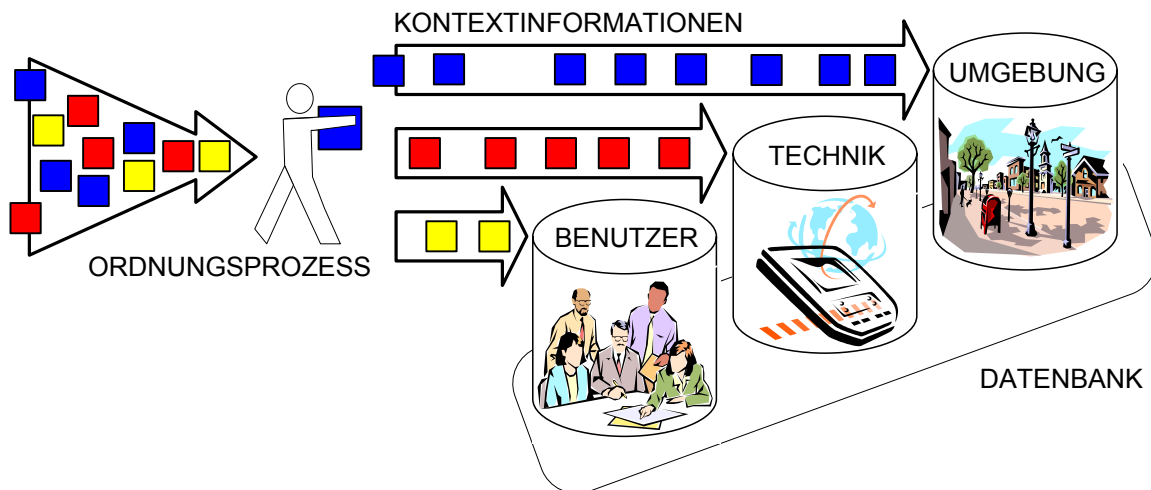 KONTEXTINFORMATIONEN
UMGEBUNG
TECHNIK
BENUTZER
ORDNUNGSPROZESS
DATENBANK